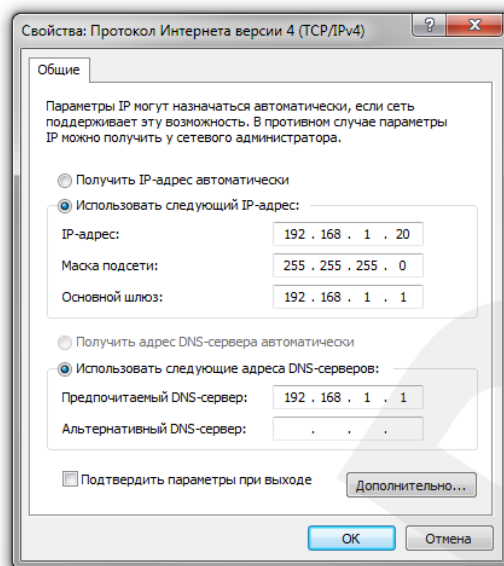 Свойства: Протокол Интернета версии 4 (TCP/IPv4)
Общие
Параметры IP могут назначаться автоматически, если сеть
поддерживает эту возможность. В противном случае параметры
IP можно получить у сетевого администратора.
Получить IP-адрес автоматически
Использовать следующий IP-адрес:
IP-адрес: 192 . 168 . 1 . 20
Маска подсети: 255 . 255 . 255 . 0
Основной шлюз: 192 . 168 . 1 . 1
Получить адрес DNS-сервера автоматически
Использовать следующие адреса DNS-серверов:
Предпочитаемый DNS-сервер: 192 . 168 . 1 . 1
Альтернативный DNS-сервер: . . .
Подтвердить параметры при выходе
Дополнительно...
OK Отмена